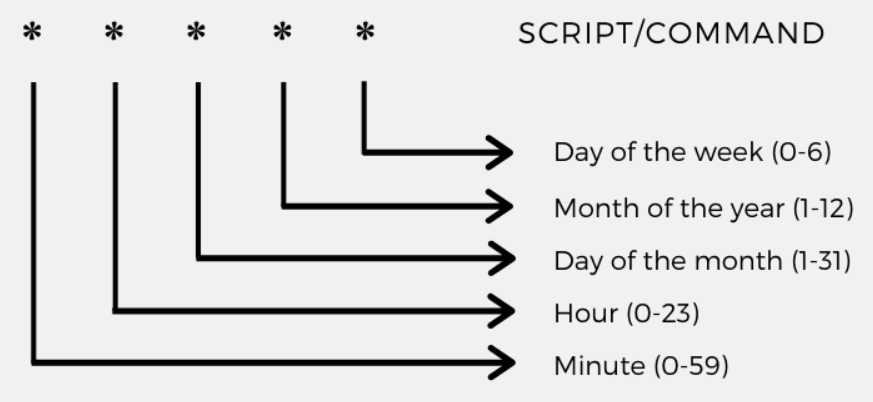 * * * * * SCRIPT/COMMAND
Day of the week (0-6)
Month of the year (1-12)
Day of the month (1-31)
Hour (0-23)
Minute (0-59)